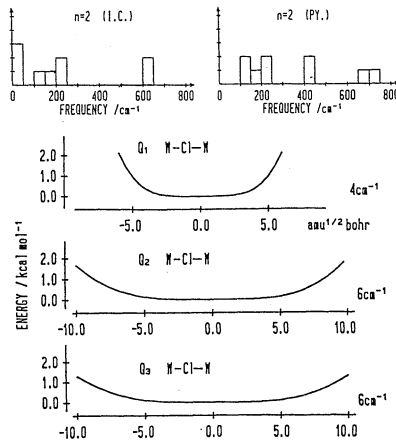 n=2 (I.C.)
n=2 (PY.)
0 200 400 600 800
0 200 400 600 800
FREQUENCY /cm⁻¹
FREQUENCY /cm⁻¹
Q₁ M-Cl-M
2.0
1.0
0.0
4cm⁻¹
-5.0 0.0 5.0 amu¹/² bohr
Q₂ M-Cl-M
2.0
1.0
0.0
6cm⁻¹
-10.0 -5.0 0.0 5.0 10.0
Q₃ M-Cl-M
2.0
1.0
0.0
6cm⁻¹
-10.0 -5.0 0.0 5.0 10.0
ENERGY / kcal mol⁻¹